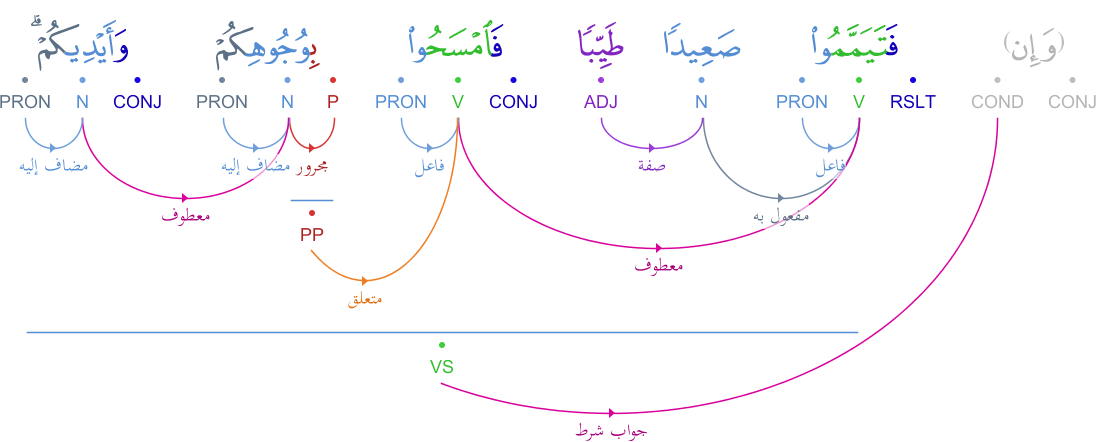 (وَإِن) فَتَيَمَّمُوا۟ صَعِيدًا طَيِّبًا فَٱمْسَحُوا۟ بِوُجُوهِكُمْ وَأَيْدِيكُمْ ۗ
PRON N CONJ PRON N P PRON V CONJ ADJ N PRON V RSLT COND CONJ
مضاف إليه مضاف إليه مجرور فاعل صفة فاعل
معطوف مفعول به
PP
معطوف
متعلق
VS
جواب شرط